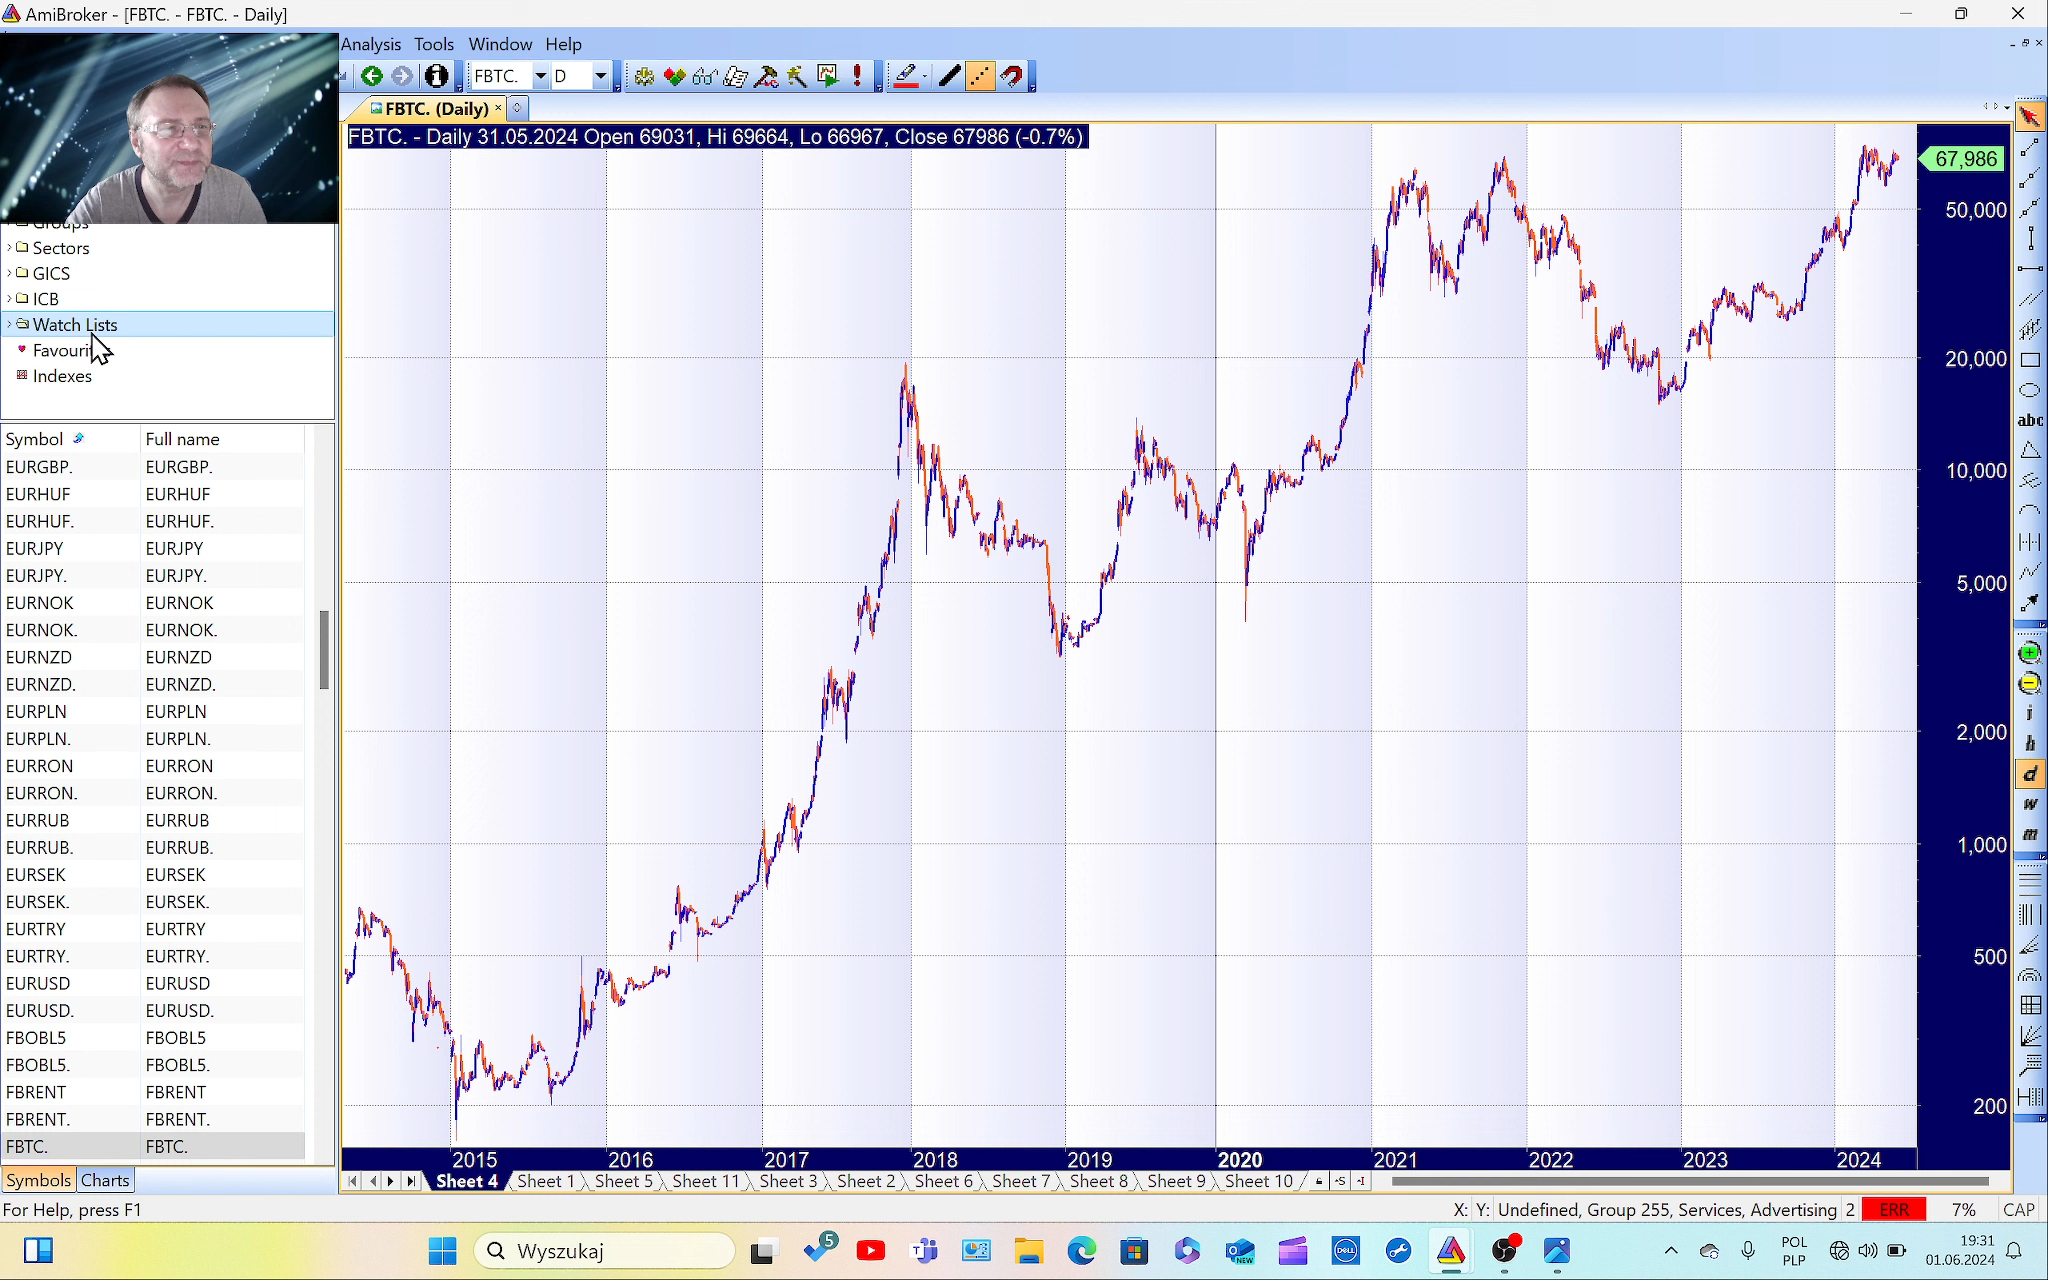 AmiBroker - [FBTC. - FBTC. - Daily]
Analysis Tools Window Help
FBTC. D
FBTC. (Daily)
FBTC. - Daily 31.05.2024 Open 69031, Hi 69664, Lo 66967, Close 67986 (-0.7%)
67,986
50,000
20,000
10,000
5,000
2,000
1,000
500
200
2015 2016 2017 2018 2019 2020 2021 2022 2023 2024
Groups
Sectors
GICS
ICB
Watch Lists
Indexes
Symbol Full name
EURGBP. EURGBP.
EURHUF EURHUF
EURHUF. EURHUF.
EURJPY EURJPY
EURJPY. EURJPY.
EURNOK EURNOK
EURNOK. EURNOK.
EURNZD EURNZD
EURNZD. EURNZD.
EURPLN EURPLN
EURPLN. EURPLN.
EURRON EURRON
EURRON. EURRON.
EURRUB EURRUB
EURRUB. EURRUB.
EURSEK EURSEK
EURSEK. EURSEK.
EURTRY EURTRY
EURTRY. EURTRY.
EURUSD EURUSD
EURUSD. EURUSD.
FBOBL5 FBOBL5
FBOBL5. FBOBL5.
FBRENT FBRENT
FBRENT. FBRENT.
FBTC. FBTC.
Symbols Charts
Sheet 4 Sheet 1 Sheet 5 Sheet 11 Sheet 3 Sheet 2 Sheet 6 Sheet 7 Sheet 8 Sheet 9 Sheet 10
abc
i
h
d
w
m
For Help, press F1
X: Y: Undefined, Group 255, Services, Advertising 2 ERR 7% CAP
Wyszukaj
5
NEW
DELL
POL
PLP
19:31
01.06.2024